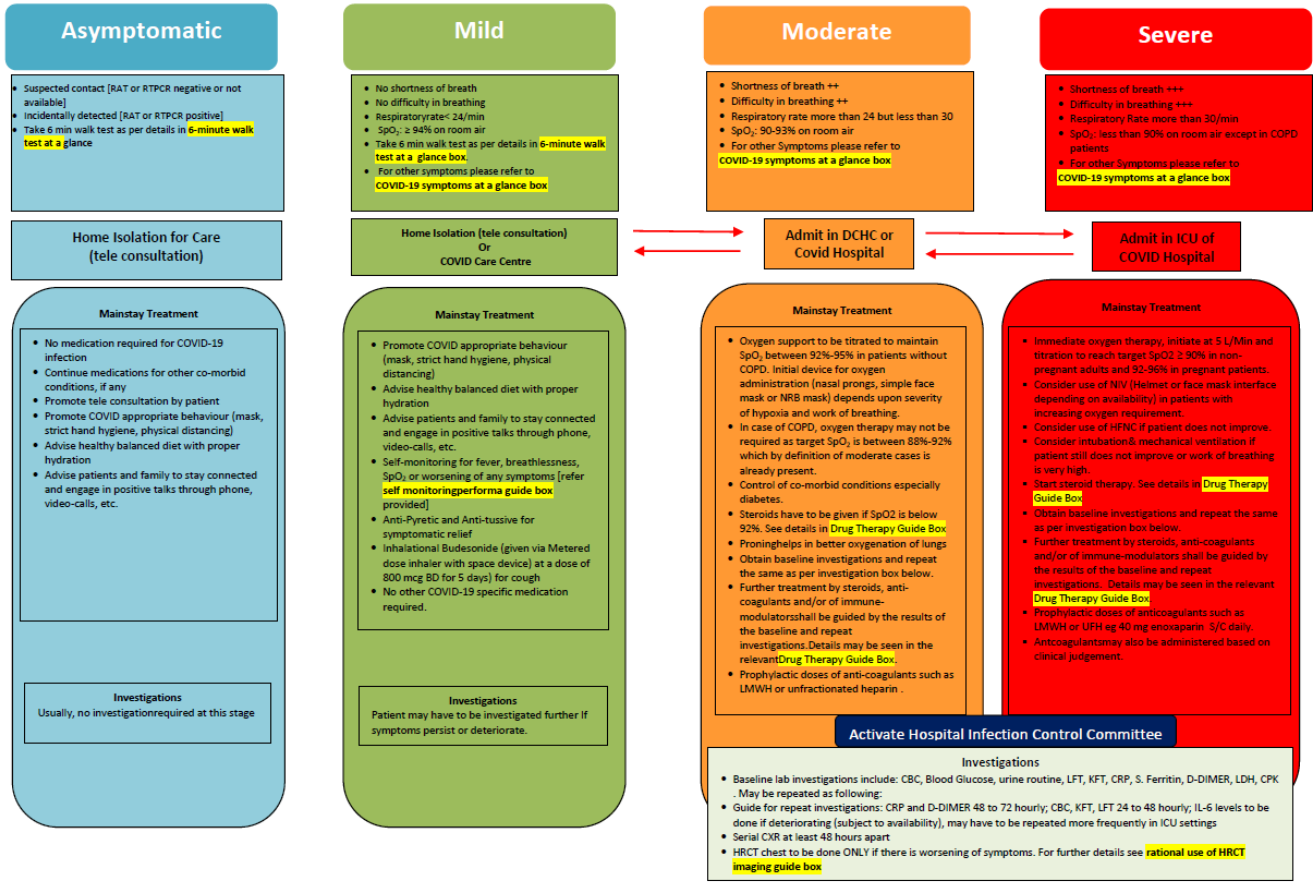 Asymptomatic
• Suspected contact [RAT or RTPCR negative or not
available]
• Incidentally detected [RAT or RTPCR positive]
• Take 6 min walk test as per details in 6-minute walk
test at a glance
Home Isolation for Care
(tele consultation)
Mainstay Treatment
• No medication required for COVID-19
infection
• Continue medications for other co-morbid
conditions, if any
• Promote tele consultation by patient
• Promote COVID appropriate behaviour (mask,
strict hand hygiene, physical distancing)
• Advise healthy balanced diet with proper
hydration
• Advise patients and family to stay connected
and engage in positive talks through phone,
video-calls, etc.
Investigations
Usually, no investigationrequired at this stage
Mild
• No shortness of breath
• No difficulty in breathing
• Respiratoryrate< 24/min
• SpO₂: ≥ 94% on room air
• Take 6 min walk test as per details in 6-minute walk
test at a glance box.
• For other symptoms please refer to
COVID-19 symptoms at a glance box
Home Isolation (tele consultation)
Or
COVID Care Centre
Mainstay Treatment
• Promote COVID appropriate behaviour
(mask, strict hand hygiene, physical
distancing)
• Advise healthy balanced diet with proper
hydration
• Advise patients and family to stay connected
and engage in positive talks through phone,
video-calls, etc.
• Self-monitoring for fever, breathlessness,
SpO₂ or worsening of any symptoms [refer
self monitoringperforma guide box
provided]
• Anti-Pyretic and Anti-tussive for
symptomatic relief
• Inhalational Budesonide (given via Metered
dose inhaler with space device) at a dose of
800 mcg BD for 5 days) for cough
• No other COVID-19 specific medication
required.
Investigations
Patient may have to be investigated further If
symptoms persist or deteriorate.
Moderate
• Shortness of breath ++
• Difficulty in breathing ++
• Respiratory rate more than 24 but less than 30
• SpO₂: 90-93% on room air
• For other Symptoms please refer to
COVID-19 symptoms at a glance box
Admit in DCHC or
Covid Hospital
Mainstay Treatment
• Oxygen support to be titrated to maintain
SpO₂ between 92%-95% in patients without
COPD. Initial device for oxygen
administration (nasal prongs, simple face
mask or NRB mask) depends upon severity
of hypoxia and work of breathing.
• In case of COPD, oxygen therapy may not be
required as target SpO₂ is between 88%-92%
which by definition of moderate cases is
already present.
• Control of co-morbid conditions especially
diabetes.
• Steroids have to be given if SpO2 is below
92%. See details in Drug Therapy Guide Box
• Proninghelps in better oxygenation of lungs
• Obtain baseline investigations and repeat
the same as per investigation box below.
• Further treatment by steroids, anti-
coagulants and/or of immune-
modulatorsshall be guided by the results of
the baseline and repeat
investigations.Details may be seen in the
relevantDrug Therapy Guide Box.
• Prophylactic doses of anti-coagulants such as
LMWH or unfractionated heparin .
Severe
• Shortness of breath +++
• Difficulty in breathing +++
• Respiratory Rate more than 30/min
• SpO₂: less than 90% on room air except in COPD
patients
• For other Symptoms please refer to
COVID-19 symptoms at a glance box
Admit in ICU of
COVID Hospital
Mainstay Treatment
• Immediate oxygen therapy, initiate at 5 L/Min and
titration to reach target SpO2 ≥ 90% in non-
pregnant adults and 92-96% in pregnant patients.
• Consider use of NIV (Helmet or face mask interface
depending on availability) in patients with
increasing oxygen requirement.
• Consider use of HFNC if patient does not improve.
• Consider intubation& mechanical ventilation if
patient still does not improve or work of breathing
is very high.
• Start steroid therapy. See details in Drug Therapy
Guide Box
• Obtain baseline investigations and repeat the same
as per investigation box below.
• Further treatment by steroids, anti-coagulants
and/or of immune-modulators shall be guided by
the results of the baseline and repeat
investigations. Details may be seen in the relevant
Drug Therapy Guide Box.
• Prophylactic doses of anticoagulants such as
LMWH or UFH eg 40 mg enoxaparin S/C daily.
• Antcoagulantsmay also be administered based on
clinical judgement.
Activate Hospital Infection Control Committee
Investigations
• Baseline lab investigations include: CBC, Blood Glucose, urine routine, LFT, KFT, CRP, S. Ferritin, D-DIMER, LDH, CPK
. May be repeated as following:
• Guide for repeat investigations: CRP and D-DIMER 48 to 72 hourly; CBC, KFT, LFT 24 to 48 hourly; IL-6 levels to be
done if deteriorating (subject to availability), may have to be repeated more frequently in ICU settings
• Serial CXR at least 48 hours apart
• HRCT chest to be done ONLY if there is worsening of symptoms. For further details see rational use of HRCT
imaging guide box